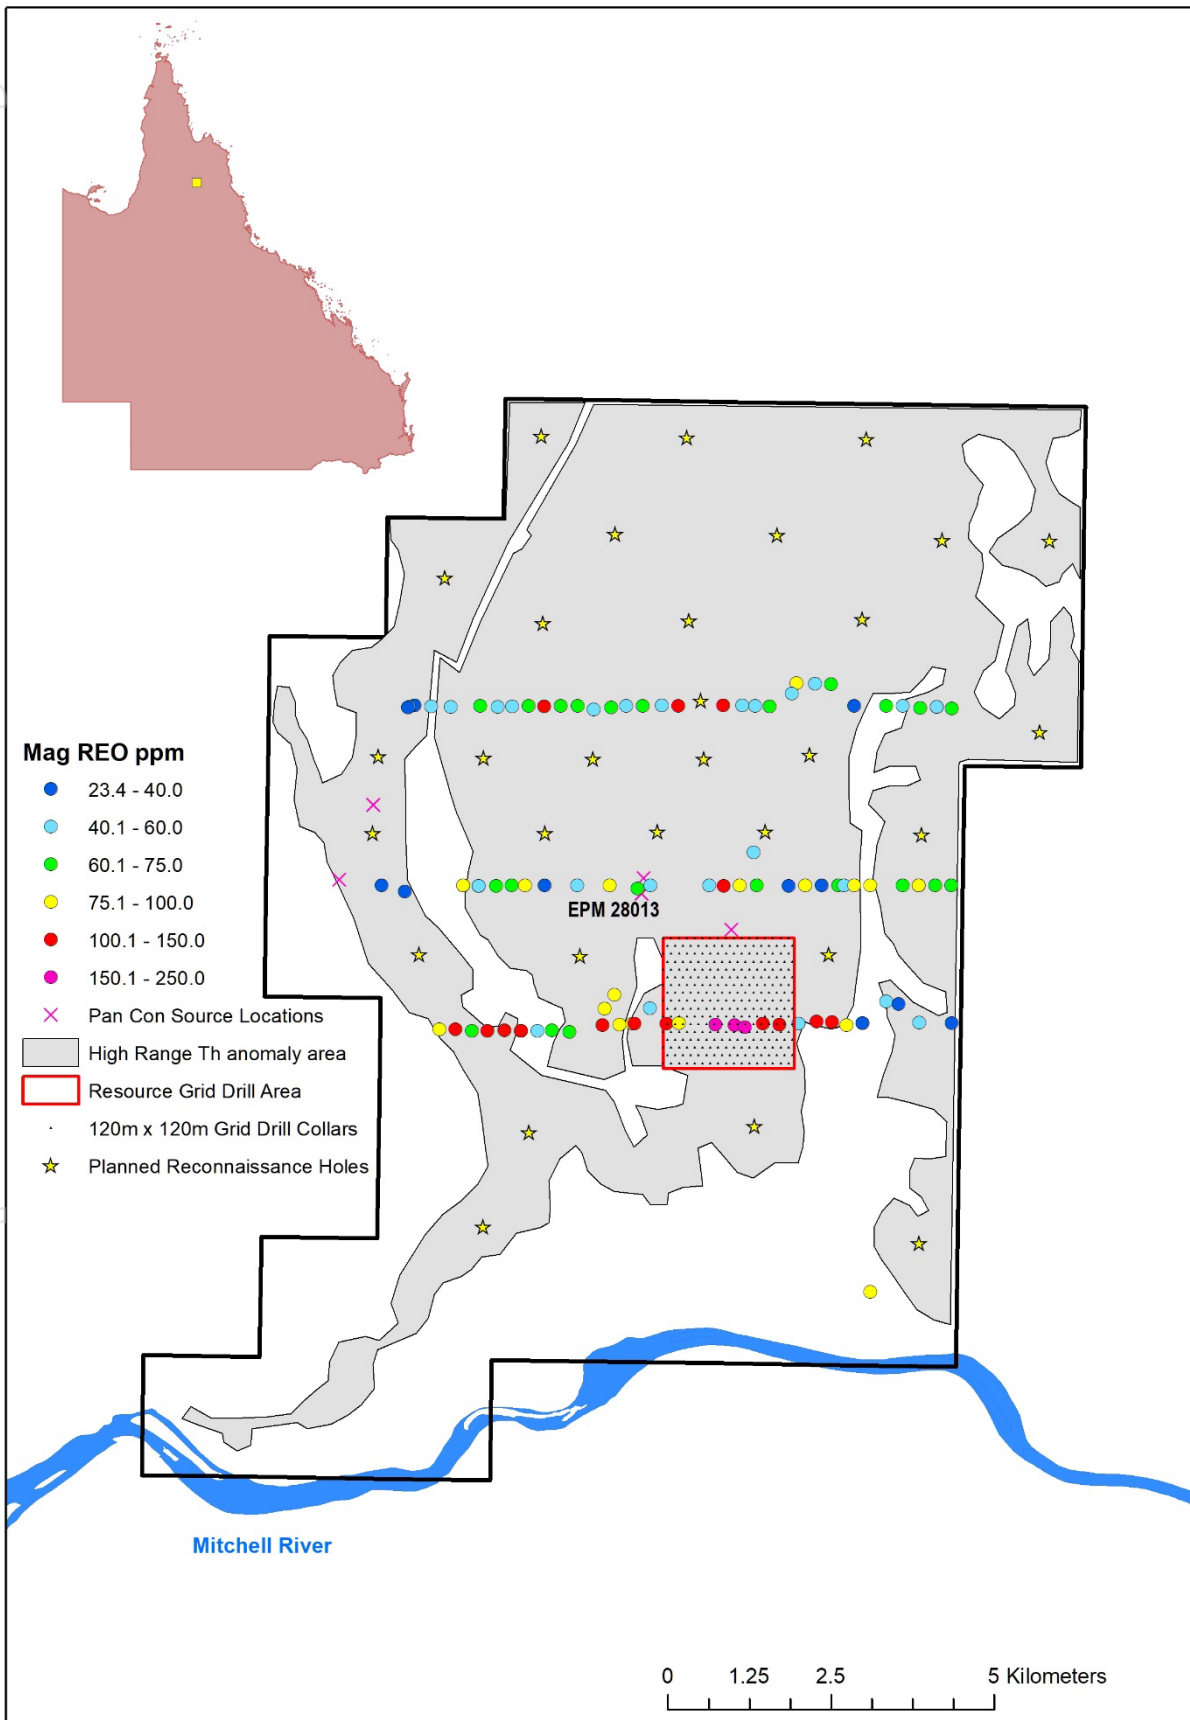 Mag REO ppm
23.4 - 40.0
40.1 - 60.0
60.1 - 75.0
75.1 - 100.0
100.1 - 150.0
150.1 - 250.0
Pan Con Source Locations
High Range Th anomaly area
Resource Grid Drill Area
120m x 120m Grid Drill Collars
Planned Reconnaissance Holes
EPM 28013
Mitchell River
0 1.25 2.5 5 Kilometers